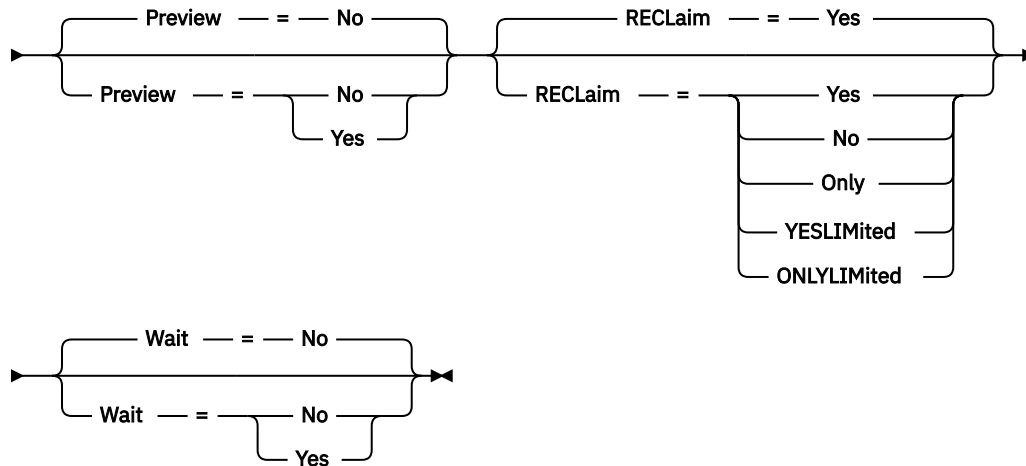 Preview = No RECLaim = Yes
Preview = No RECLaim = Yes
Yes No
Only
YESLIMited
ONLYLIMited
Wait = No
Wait = No
Yes